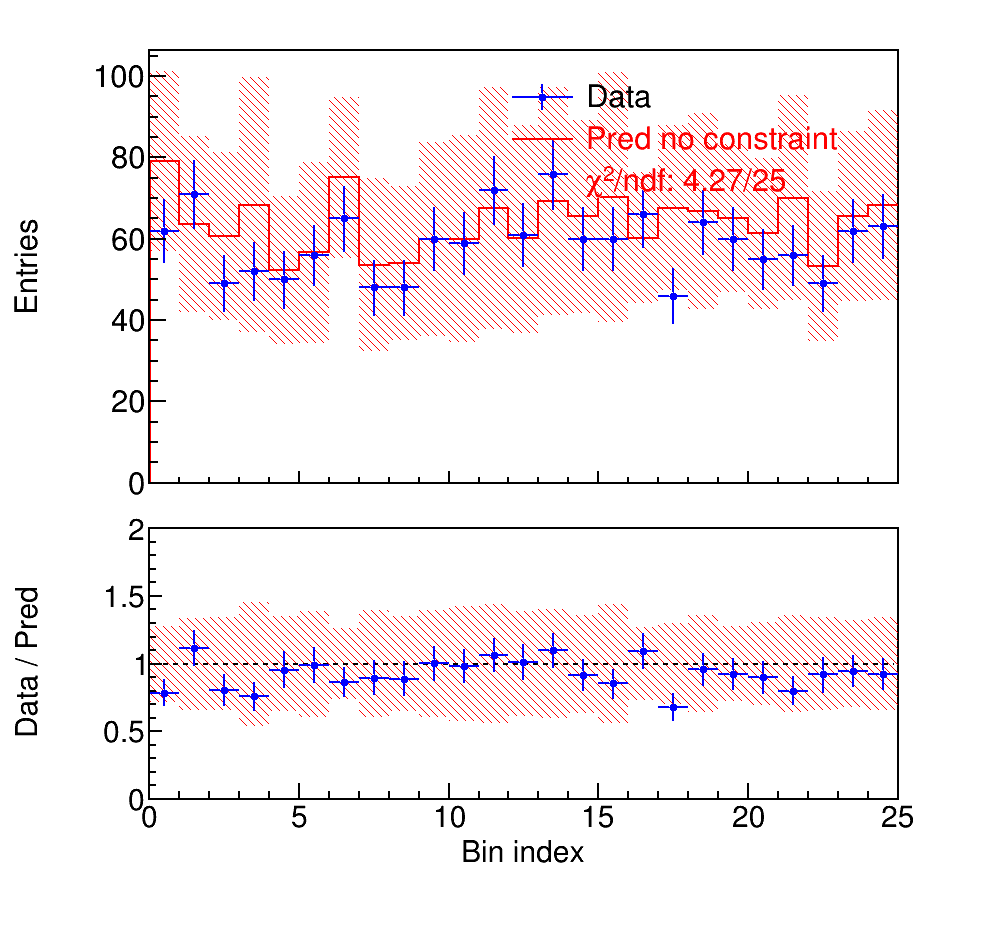 100
80
60
40
20
0
Entries
Data
Pred no constraint
χ²/ndf: 4.27/25
2
1.5
1
0.5
0
Data / Pred
0 5 10 15 20 25
Bin index